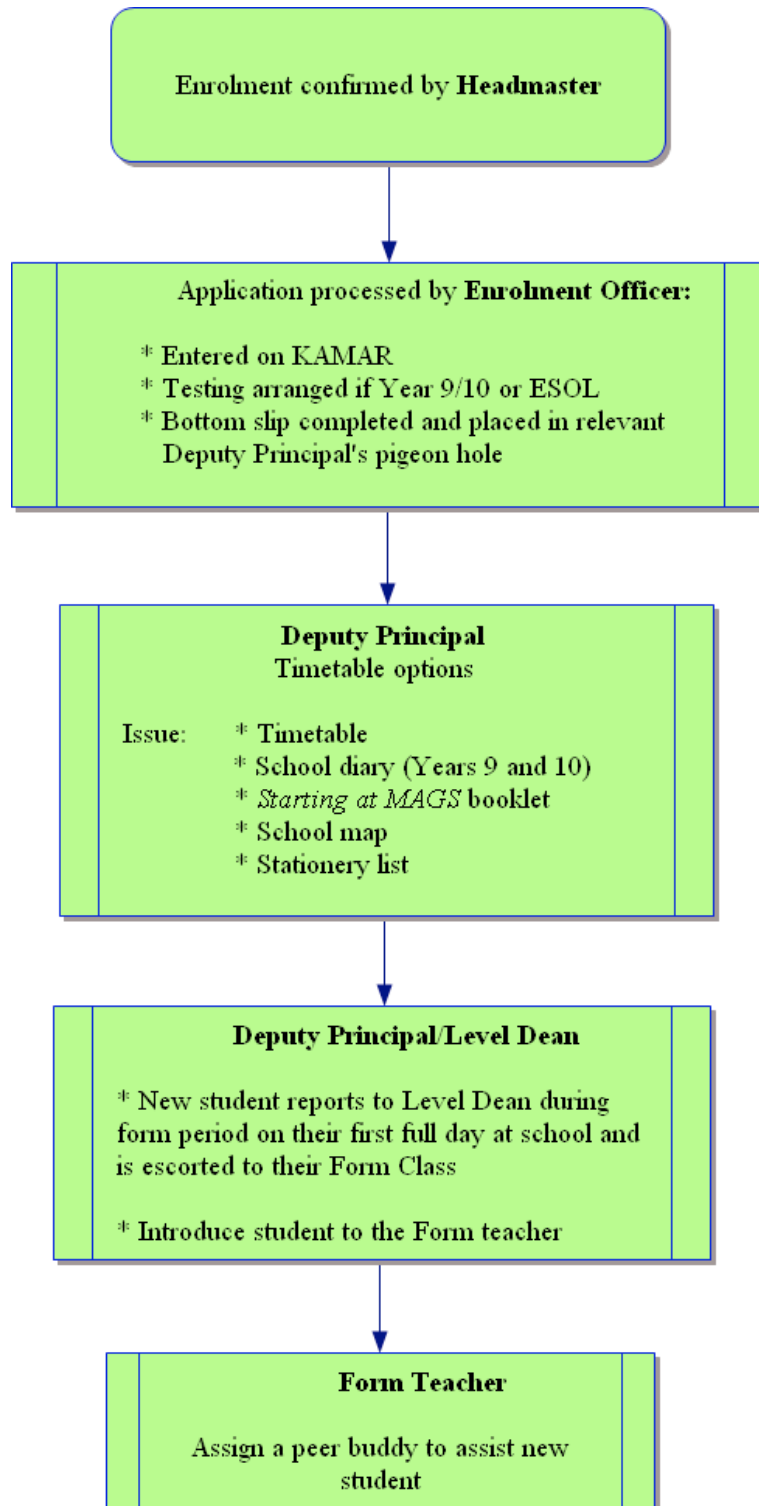 Enrolment confirmed by Headmaster
Application processed by Enrolment Officer:
* Entered on KAMAR
* Testing arranged if Year 9/10 or ESOL
* Bottom slip completed and placed in relevant
Deputy Principal's pigeon hole
Deputy Principal
Timetable options
Issue: * Timetable
* School diary (Years 9 and 10)
* Starting at MAGS booklet
* School map
* Stationery list
Deputy Principal/Level Dean
* New student reports to Level Dean during
form period on their first full day at school and
is escorted to their Form Class
* Introduce student to the Form teacher
Form Teacher
Assign a peer buddy to assist new
student